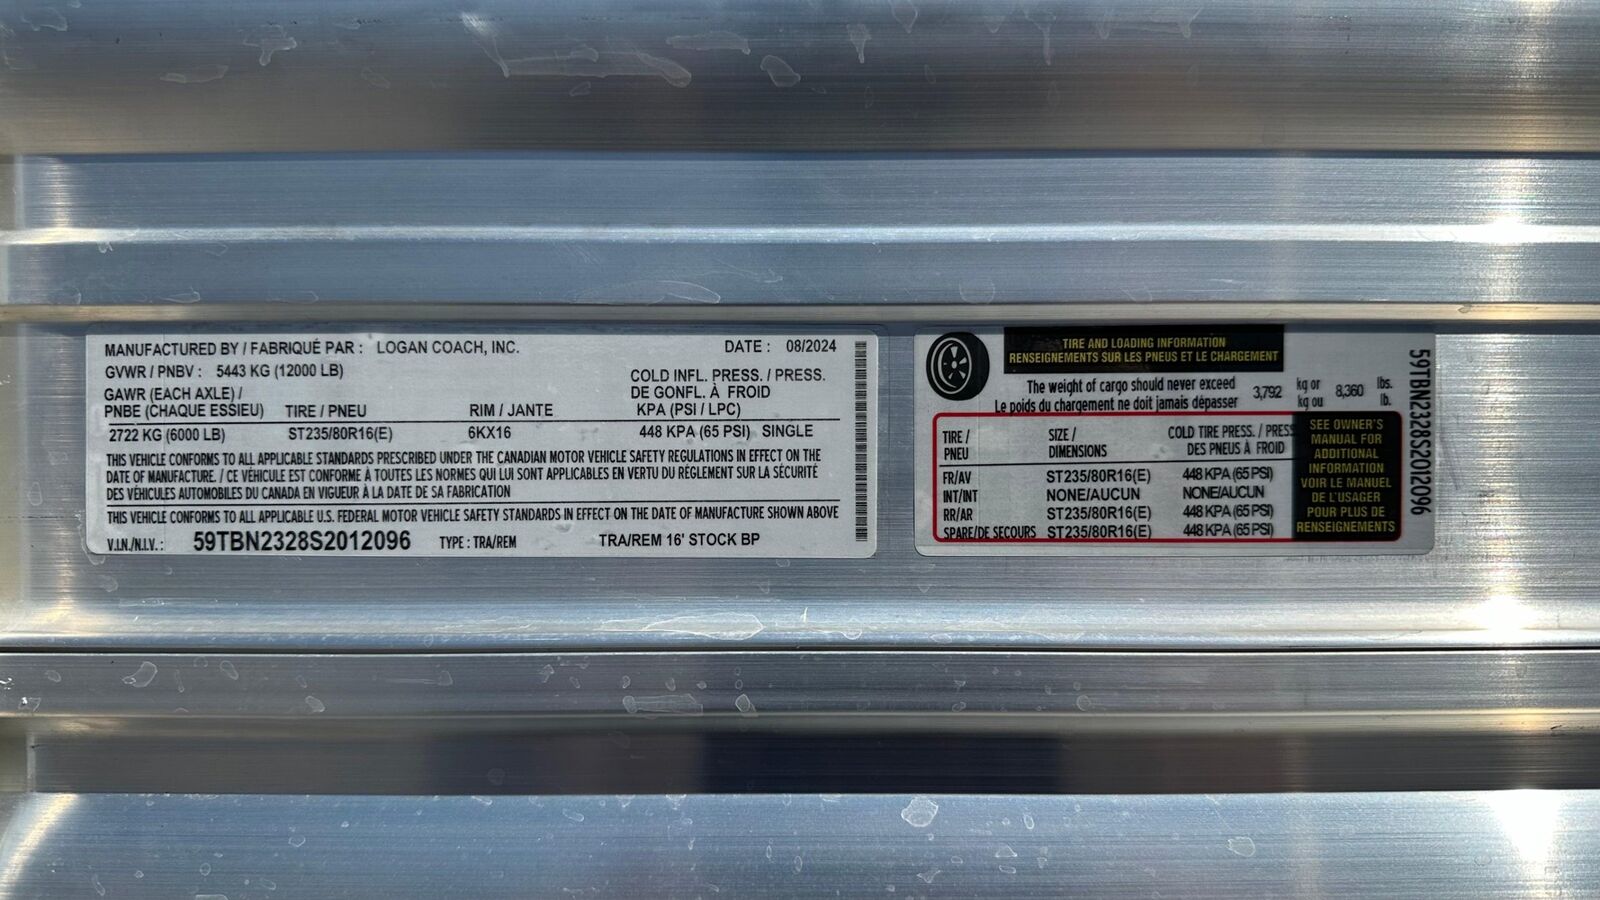 MANUFACTURED BY / FABRIQUÉ PAR : LOGAN COACH, INC. DATE : 08/2024
GVWR / PNBV : 5443 KG (12000 LB)
GAWR (EACH AXLE) / COLD INFL. PRESS. / PRESS.
DE GONFL. À FROID
PNBE (CHAQUE ESSIEU) TIRE / PNEU RIM / JANTE KPA (PSI / LPC)
2722 KG (6000 LB) ST235/80R16(E) 6KX16 448 KPA (65 PSI) SINGLE
THIS VEHICLE CONFORMS TO ALL APPLICABLE STANDARDS PRESCRIBED UNDER THE CANADIAN MOTOR VEHICLE SAFETY REGULATIONS IN EFFECT ON THE
DATE OF MANUFACTURE. / CE VÉHICULE EST CONFORME À TOUTES LES NORMES QUI LUI SONT APPLICABLES EN VERTU DU RÈGLEMENT SUR LA SÉCURITÉ
DES VÉHICULES AUTOMOBILES DU CANADA EN VIGUEUR À LA DATE DE SA FABRICATION
THIS VEHICLE CONFORMS TO ALL APPLICABLE U.S. FEDERAL MOTOR VEHICLE SAFETY STANDARDS IN EFFECT ON THE DATE OF MANUFACTURE SHOWN ABOVE
V.I.N./N.I.V.: 59TBN2328S2012096 TYPE : TRA/REM TRA/REM 16' STOCK BP
TIRE AND LOADING INFORMATION
RENSEIGNEMENTS SUR LES PNEUS ET LE CHARGEMENT
The weight of cargo should never exceed 3,792 kg or 8,360 lbs.
Le poids du chargement ne doit jamais dépasser kg ou lb.
TIRE / SIZE / COLD TIRE PRESS. / PRESS
PNEU DIMENSIONS DES PNEUS À FROID
FR/AV ST235/80R16(E) 448 KPA (65 PSI)
INT/INT NONE/AUCUN NONE/AUCUN
RR/AR ST235/80R16(E) 448 KPA (65 PSI)
SPARE/DE SECOURS ST235/80R16(E) 448 KPA (65 PSI)
SEE OWNER'S
MANUAL FOR
ADDITIONAL
INFORMATION
VOIR LE MANUEL
DE L'USAGER
POUR PLUS DE
RENSEIGNEMENTS
59TBN2328S2012096